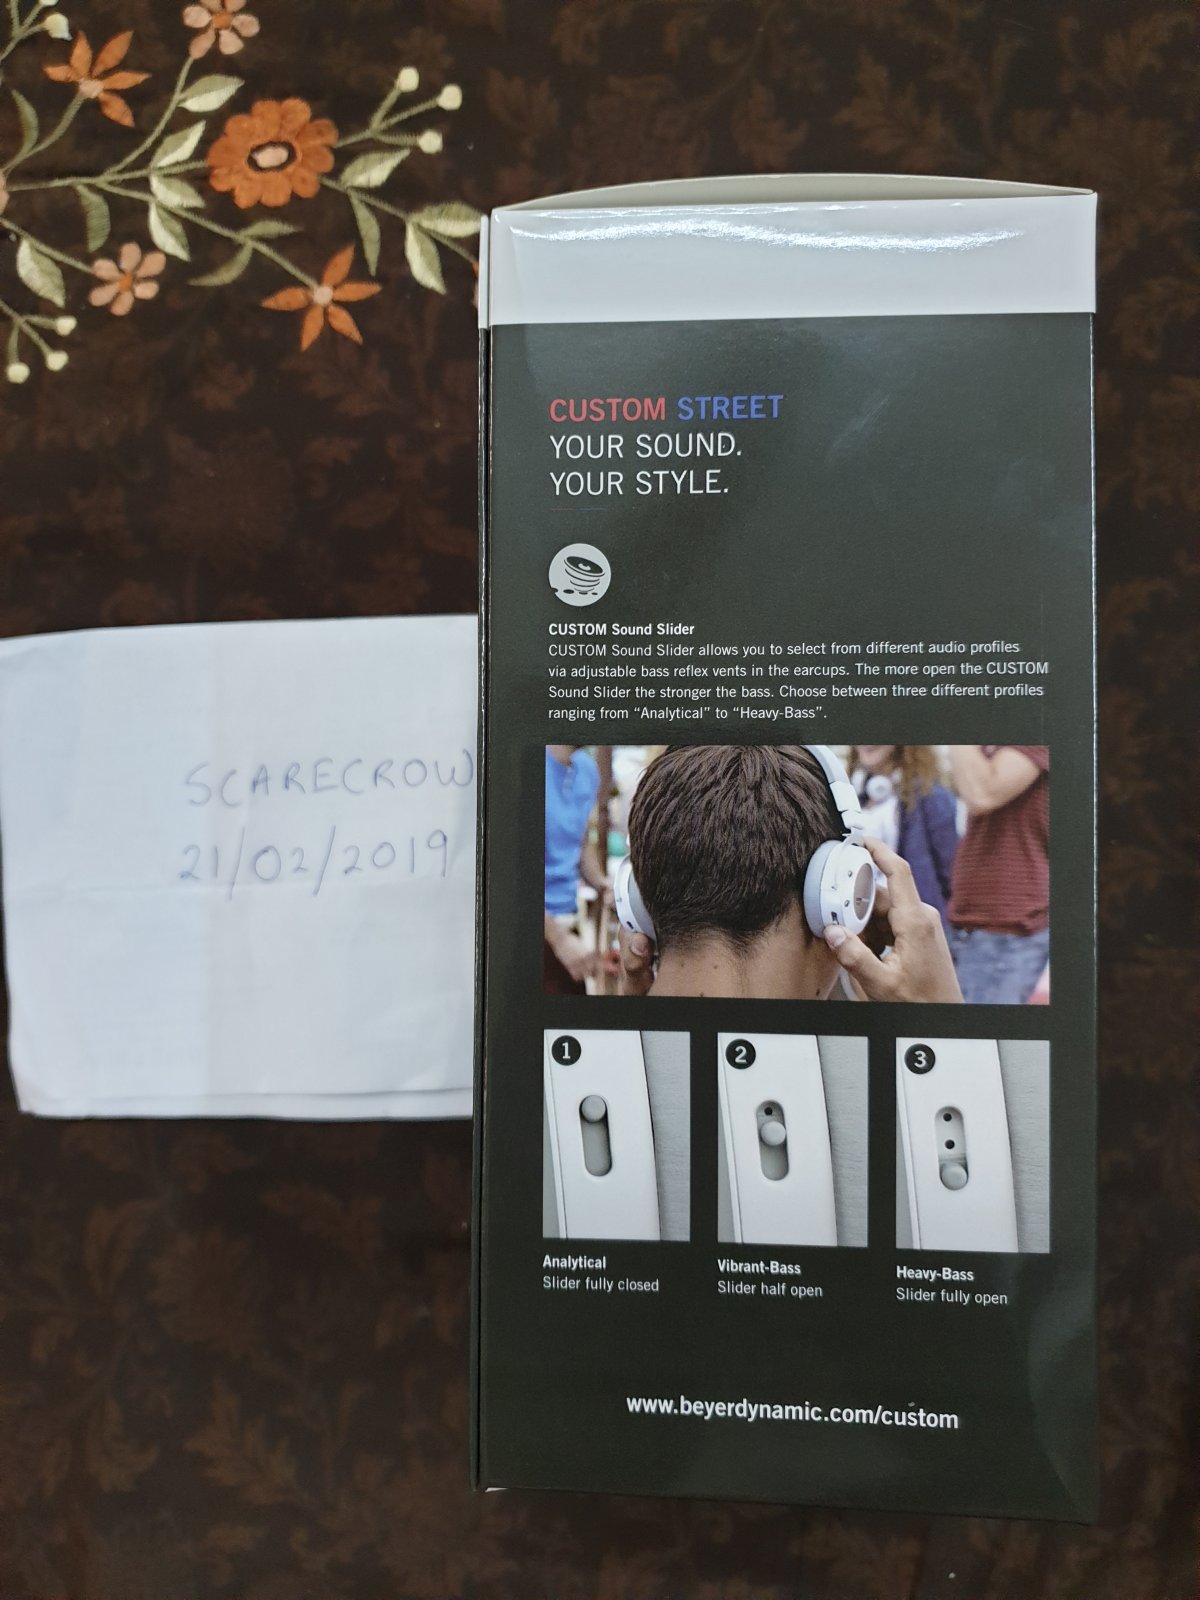 SCARECROW
21/02/2019
CUSTOM STREET
YOUR SOUND.
YOUR STYLE.
CUSTOM Sound Slider
CUSTOM Sound Slider allows you to select from different audio profiles
via adjustable bass reflex vents in the earcups. The more open the CUSTOM
Sound Slider the stronger the bass. Choose between three different profiles
ranging from “Analytical” to “Heavy-Bass”.
1
2
3
Analytical
Slider fully closed
Vibrant-Bass
Slider half open
Heavy-Bass
Slider fully open
www.beyerdynamic.com/custom